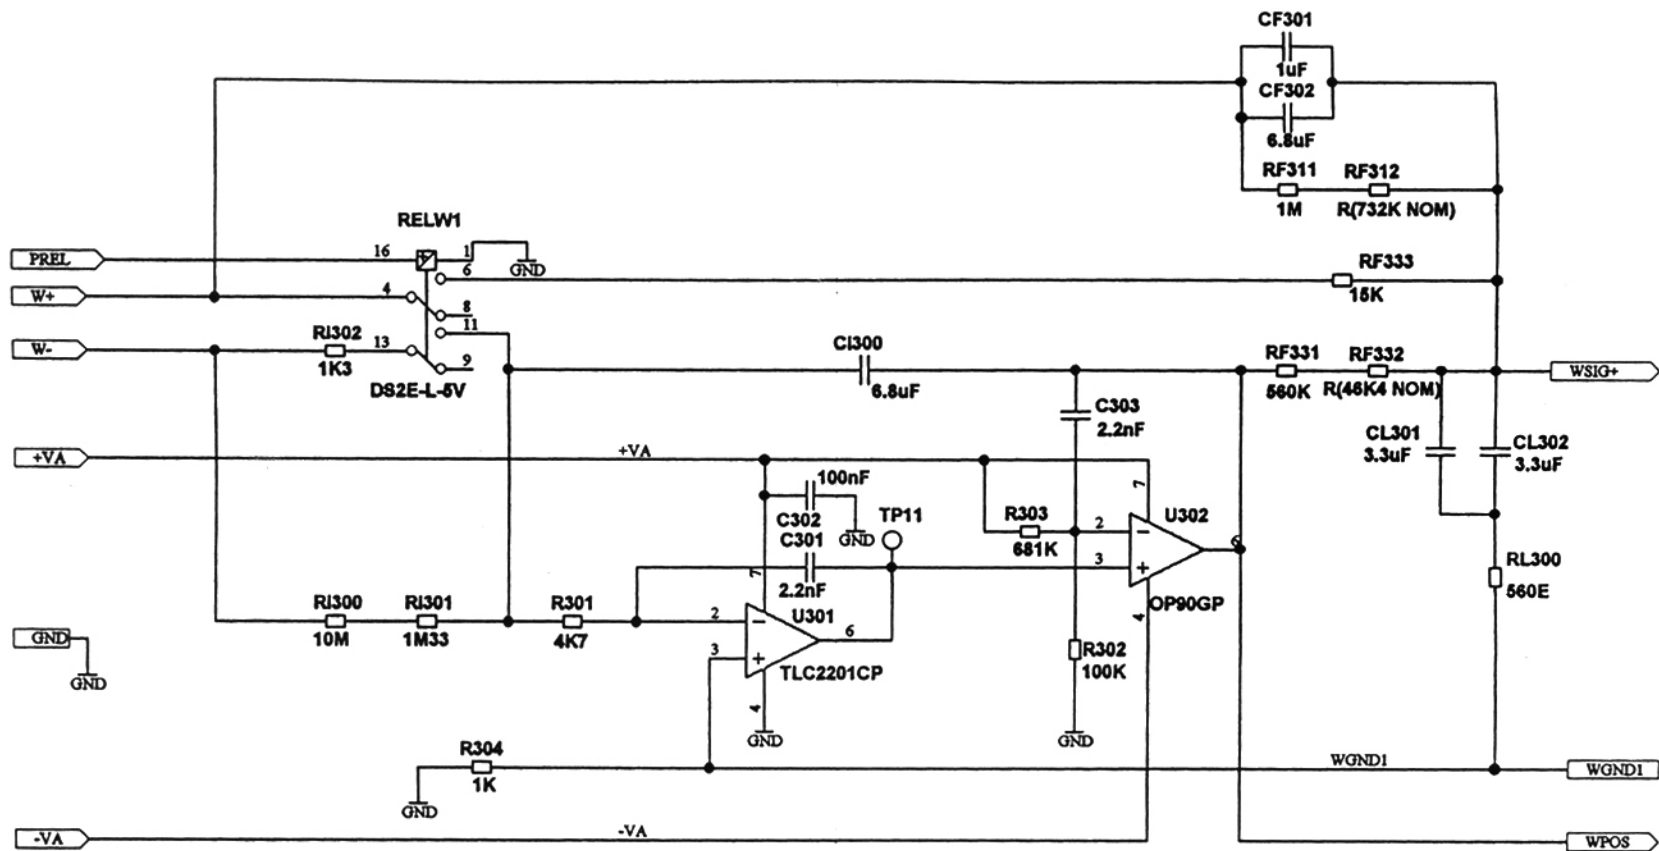 CF301
1uF
CF302
6.8uF
RF311 RF312
1M R(732K NOM)
RELW1
PREL 16 1 GND
6 RF333
15K
W+ 4 8
11
W- RI302 13 9
1K3
DS2E-L-5V
CI300
6.8uF
RF331 RF332 WSIG+
560K R(46K4 NOM)
C303
2.2nF
CL301 CL302
3.3uF 3.3uF
+VA +VA
100nF
C302 GND
C301
2.2nF
TP11
R303
681K
7
2
3
6
4
U302
OP90GP
RL300
560E
RI300 RI301 R301
10M 1M33 4K7
7
2
3
6
4
U301
TLC2201CP
GND
GND
GND
R302
100K
GND
R304
1K
GND
WGND1 WGND1
-VA -VA WPOS